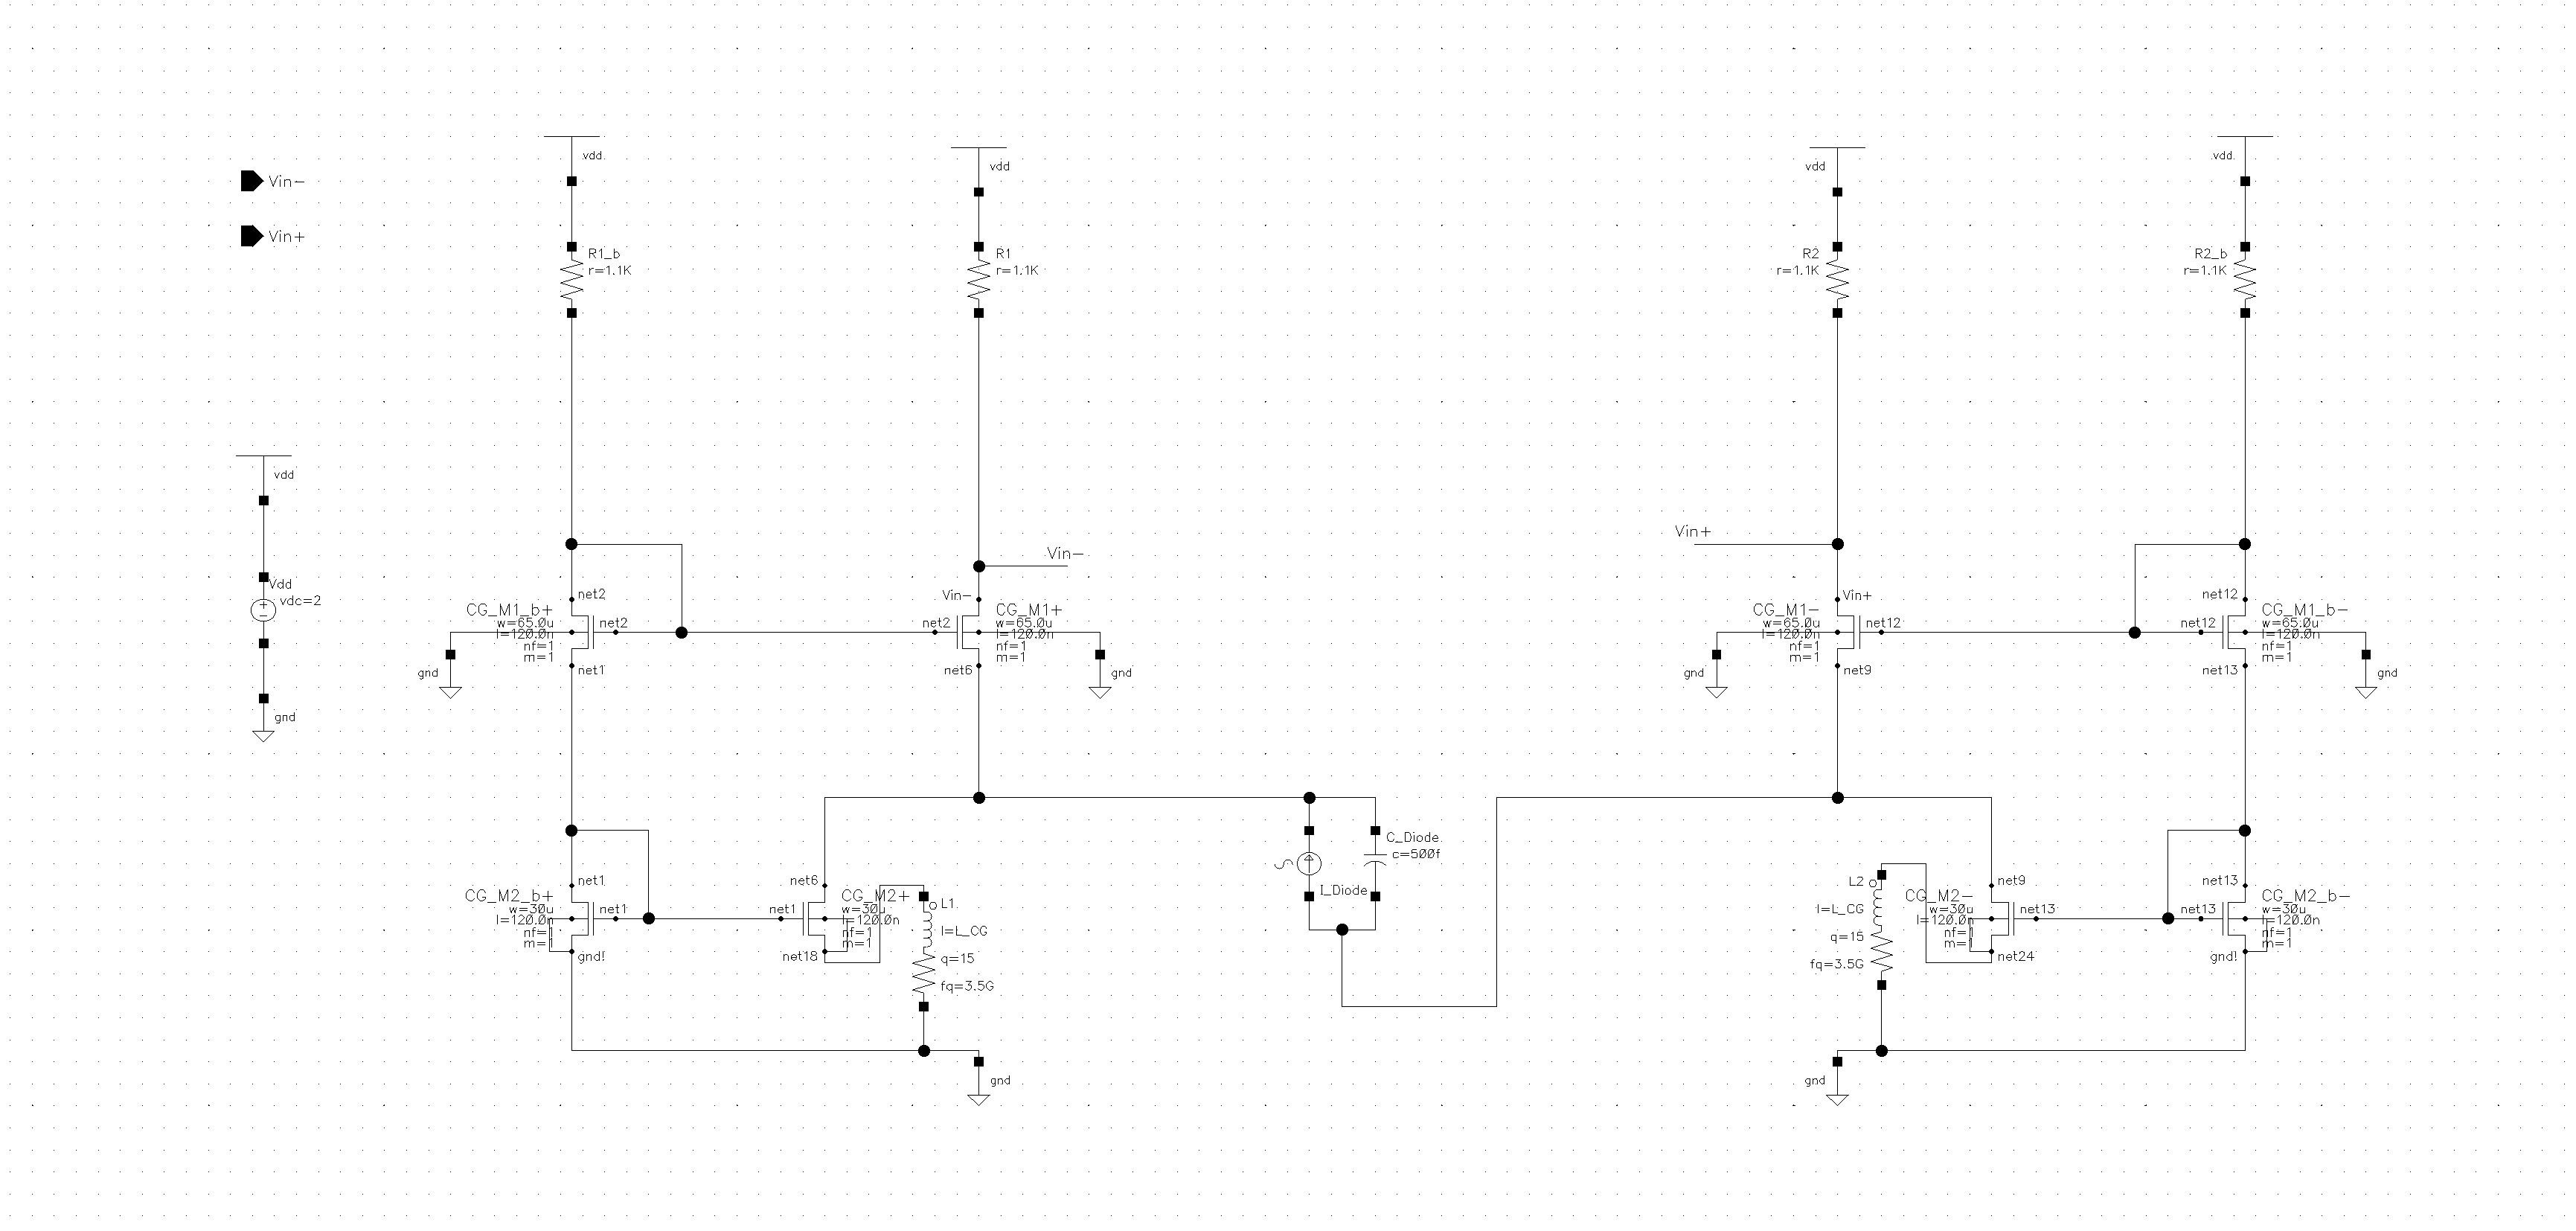 Vin-
Vin+
vdd
Vdd
vdc=2
gnd
vdd
R1_b
r=1.1K
vdd
R1
r=1.1K
vdd
R2
r=1.1K
vdd
R2_b
r=1.1K
Vin-
Vin+
net2
CG_M1_b+
w=65.0u
l=120.0n
nf=1
m=1
net2
net1
gnd
Vin-
net2
CG_M1+
w=65.0u
l=120.0n
nf=1
m=1
net6
gnd
Vin+
CG_M1-
w=65.0u
l=120.0n
nf=1
m=1
net12
net9
gnd
net12
net12
CG_M1_b-
w=65.0u
l=120.0n
nf=1
m=1
net13
gnd
net1
CG_M2_b+
w=30u
l=120.0n
nf=1
m=1
net1
gnd!
net6
net1
CG_M2+
w=30u
l=120.0n
nf=1
m=1
net18
L1
l=L_CG
q=15
fq=3.5G
gnd
I_Diode
C_Diode
c=500f
L2
l=L_CG
q=15
fq=3.5G
net9
CG_M2-
w=30u
l=120.0n
nf=1
m=1
net13
net24
net13
net13
CG_M2_b-
w=30u
l=120.0n
nf=1
m=1
gnd!
gnd